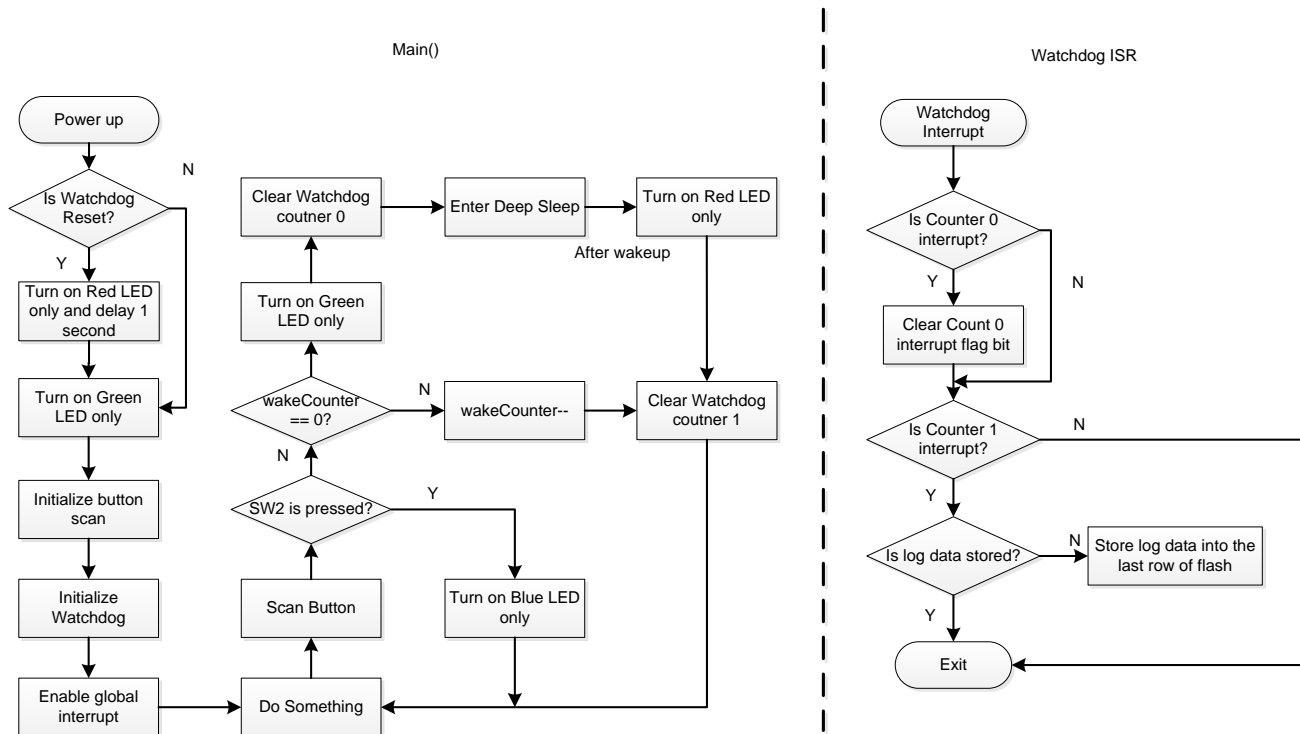 Main()
Power up
N
Is Watchdog
Reset?
Y
Turn on Red LED
only and delay 1
second
Turn on Green
LED only
Initialize button
scan
Initialize
Watchdog
Enable global
interrupt
Clear Watchdog
coutner 0
Enter Deep Sleep
Turn on Red LED
only
After wakeup
Turn on Green
LED only
wakeCounter
== 0?
N
wakeCounter--
Clear Watchdog
coutner 1
N
SW2 is pressed?
Y
Scan Button
Turn on Blue LED
only
Do Something
Watchdog ISR
Watchdog
Interrupt
Is Counter 0
interrupt?
N
Y
Clear Count 0
interrupt flag bit
Is Counter 1
interrupt?
N
Y
Is log data stored?
N
Store log data into the
last row of flash
Y
Exit